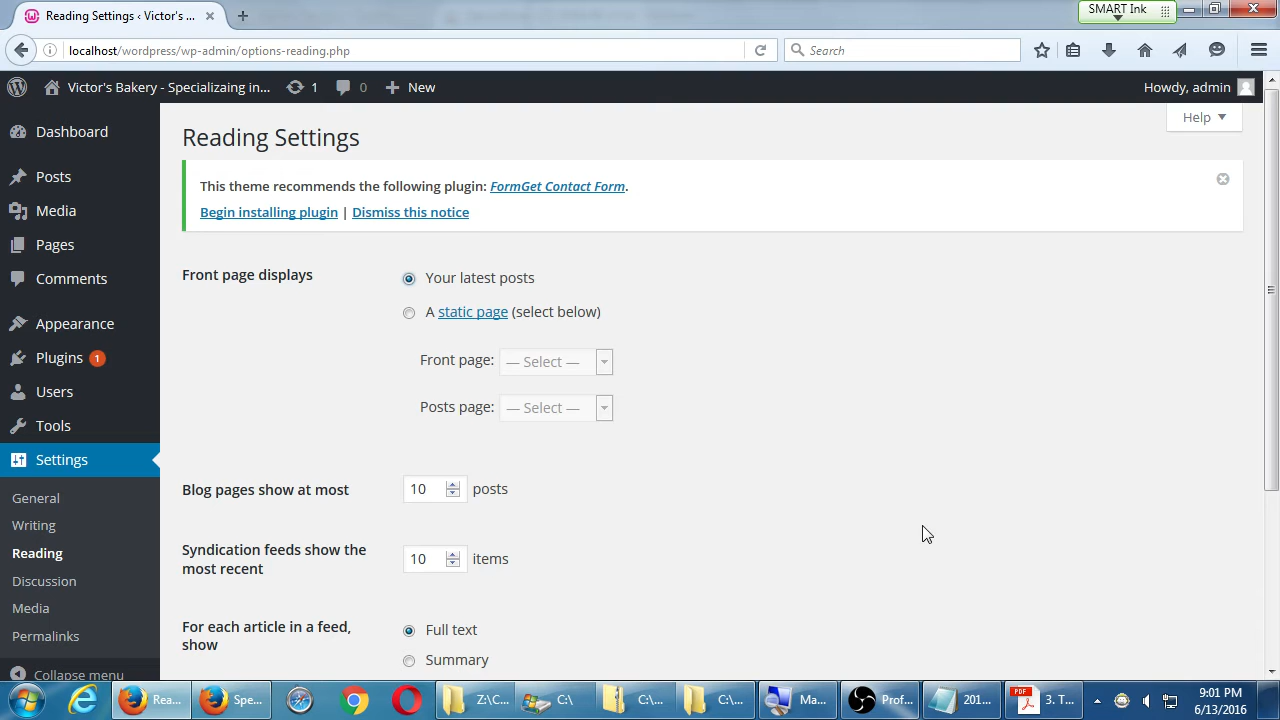 Reading Settings ‹ Victor's ...
SMART Ink
localhost/wordpress/wp-admin/options-reading.php
Search
Victor's Bakery - Specializaing in...
1
0
New
Howdy, admin
Dashboard
Posts
Media
Pages
Comments
Appearance
Plugins 1
Users
Tools
Settings
General
Writing
Reading
Discussion
Media
Permalinks
Collapse menu
Help
Reading Settings
This theme recommends the following plugin: FormGet Contact Form.
Begin installing plugin | Dismiss this notice
Front page displays
Your latest posts
A static page (select below)
Front page: — Select —
Posts page: — Select —
Blog pages show at most
10 posts
Syndication feeds show the
most recent
10 items
For each article in a feed,
show
Full text
Summary
Rea...
Spe...
Z:\C...
C:\
C:\...
C:\...
Ma...
Prof...
201...
PDF
3. T...
9:01 PM
6/13/2016